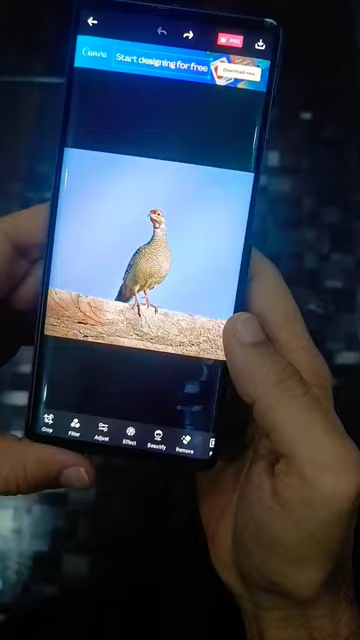 PRO
Canva
Start designing for free
Download now
Crop
Filter
Adjust
Effect
Beautify
Remove